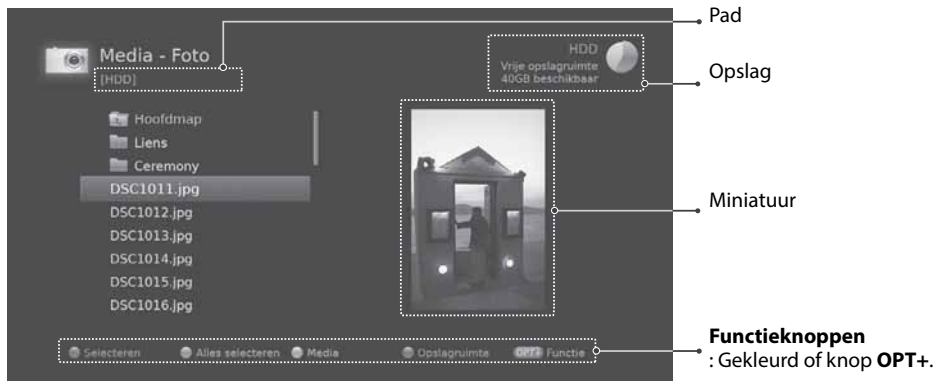 Media - Foto
[HDD]
HDD
Vrije opslagruimte
40GB beschikbaar
Hoofdmap
Liens
Ceremony
DSC1011.jpg
DSC1012.jpg
DSC1013.jpg
DSC1014.jpg
DSC1015.jpg
DSC1016.jpg
Selecteren Alles selecteren Media Opslagruimte OPT+ Functie
Pad
Opslag
Miniatuur
Functieknoppen
: Gekleurd of knop OPT+.